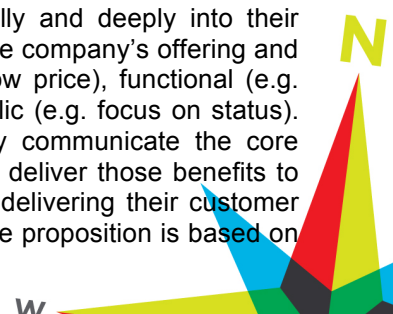 lly and deeply into their
e company's offering and
ow price), functional (e.g.
lic (e.g. focus on status).
y communicate the core
deliver those benefits to
delivering their customer
e proposition is based on
N
W